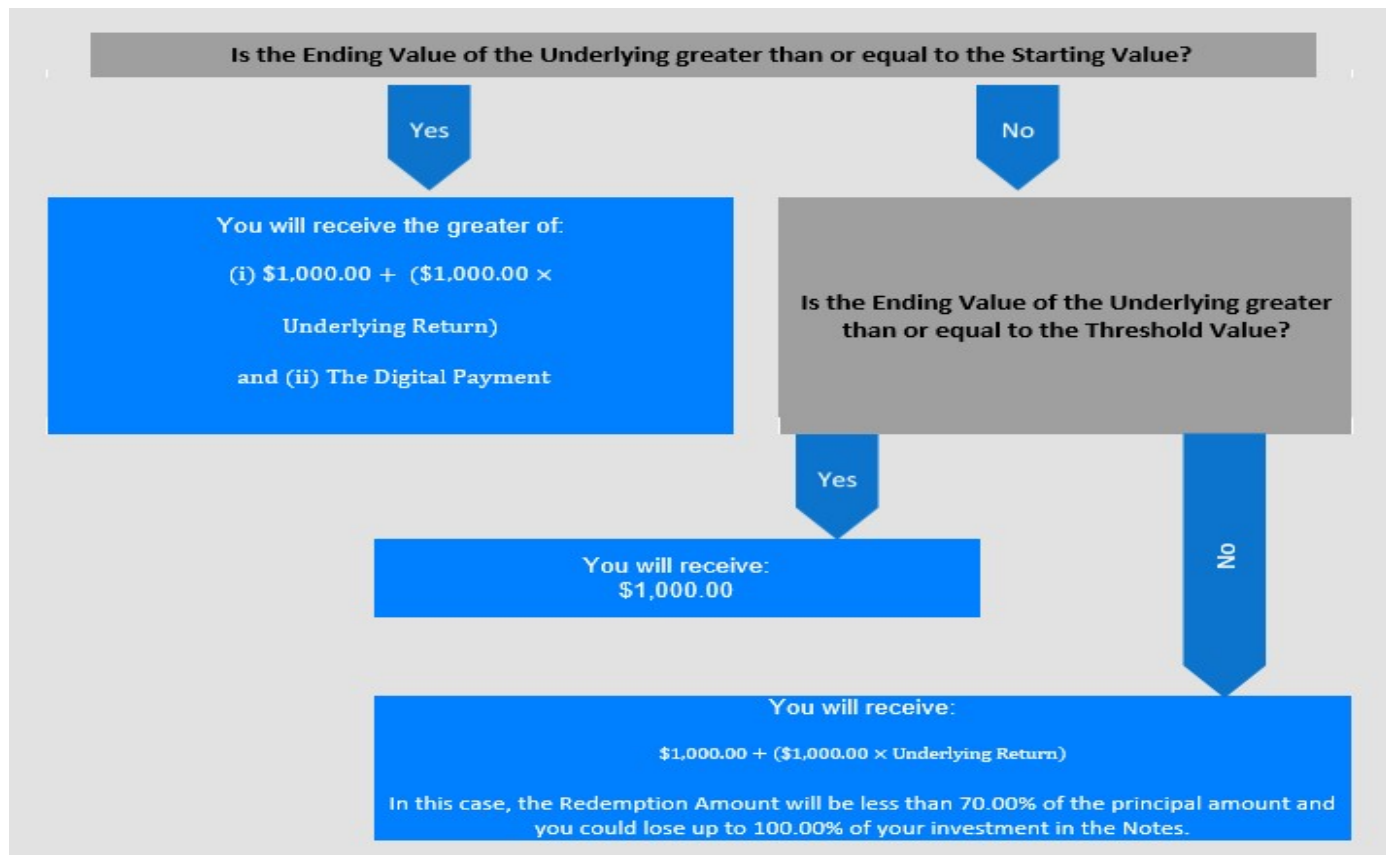 Is the Ending Value of the Underlying greater than or equal to the Starting Value?
Yes
No
You will receive the greater of:
(i) $1,000.00 + ($1,000.00 ×
Underlying Return)
and (ii) The Digital Payment
Is the Ending Value of the Underlying greater
than or equal to the Threshold Value?
Yes
No
You will receive:
$1,000.00
You will receive:
$1,000.00 + ($1,000.00 × Underlying Return)
In this case, the Redemption Amount will be less than 70.00% of the principal amount and
you could lose up to 100.00% of your investment in the Notes.